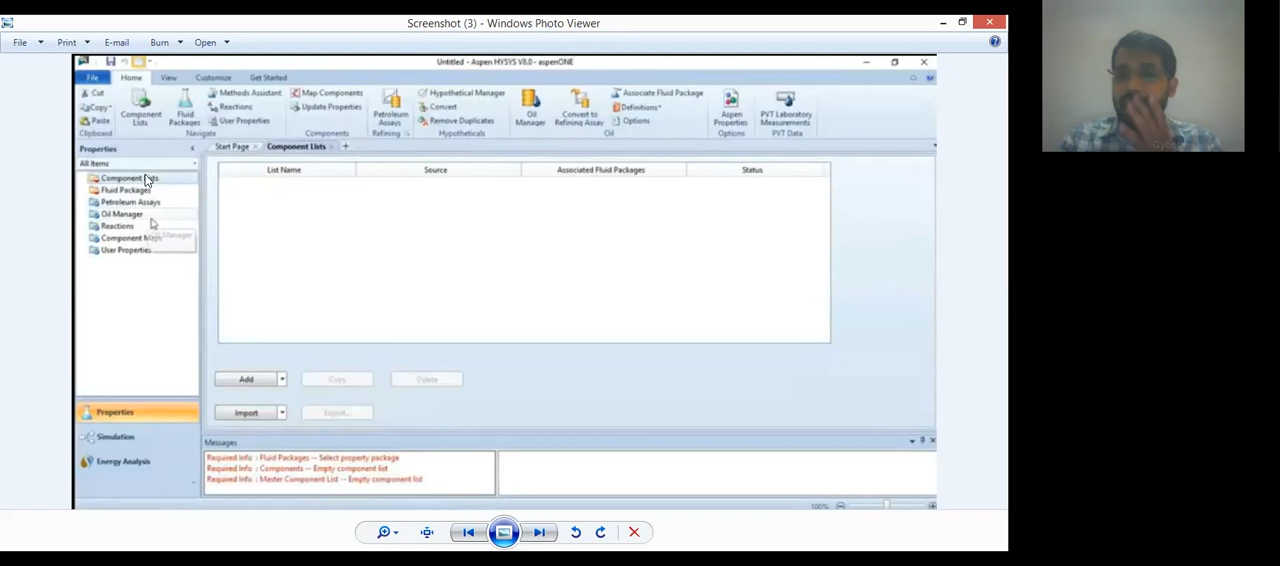 Screenshot (3) - Windows Photo Viewer
File Print E-mail Burn Open
Untitled - Aspen HYSYS V8.0 - aspenONE
File Home View Customize Get Started
Cut
Copy
Paste
Clipboard
Component Lists
Fluid Packages
Methods Assistant
Reactions
User Properties
Navigate
Map Components
Update Properties
Components
Petroleum Assays
Refining
Hypothetical Manager
Convert
Remove Duplicates
Hypotheticals
Oil Manager
Convert to Refining Assay
Associate Fluid Package
Definitions
Options
Oil
Aspen Properties
Options
PVT Laboratory Measurements
PVT Data
Properties
All Items
Component Lists
Fluid Packages
Petroleum Assays
Oil Manager
Reactions
Component Maps
User Properties
Properties
Simulation
Energy Analysis
Start Page Component Lists
List Name Source Associated Fluid Packages Status
Add Copy Delete
Import Export...
Messages
Required Info : Fluid Packages -- Select property package
Required Info : Components -- Empty component list
Required Info : Master Component List -- Empty component list
100%